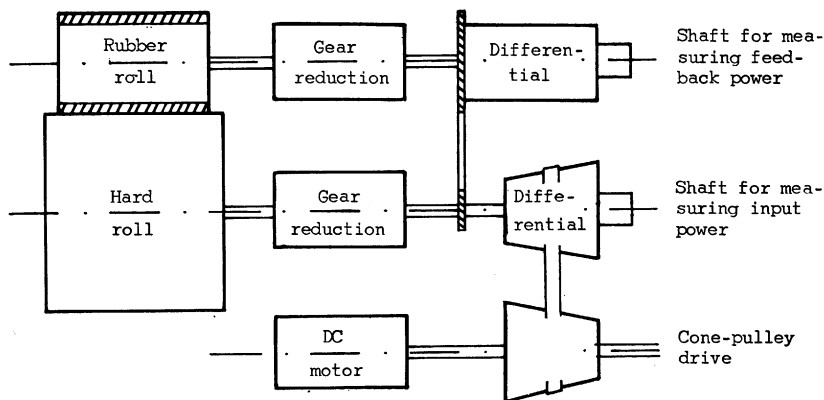 Rubber
roll
Gear
reduction
Differen-
tial
Shaft for mea-
suring feed-
back power
Hard
roll
Gear
reduction
Diffe-
rential
Shaft for mea-
suring input
power
DC
motor
Cone-pulley
drive